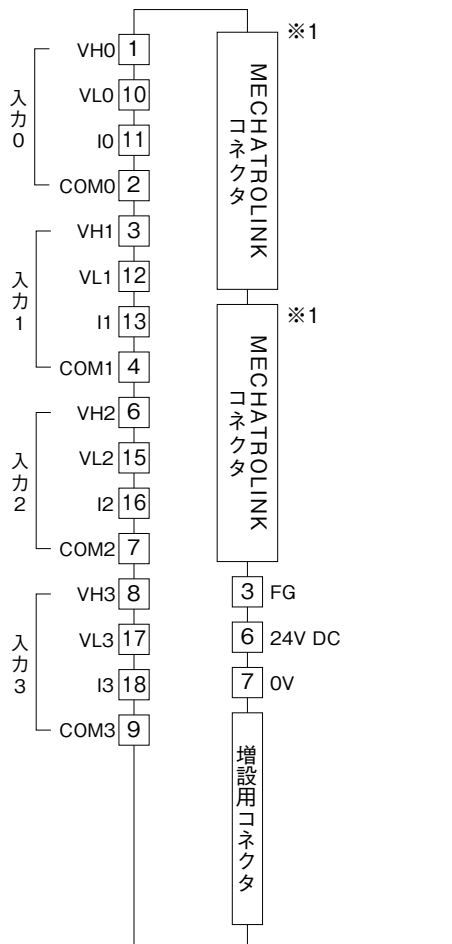 入力0
VH0 1
VL0 10
I0 11
COM0 2
入力1
VH1 3
VL1 12
I1 13
COM1 4
入力2
VH2 6
VL2 15
I2 16
COM2 7
入力3
VH3 8
VL3 17
I3 18
COM3 9
※1
MECHATROLINK
コネクタ
※1
MECHATROLINK
コネクタ
3 FG
6 24V DC
7 0V
増設用コネクタ